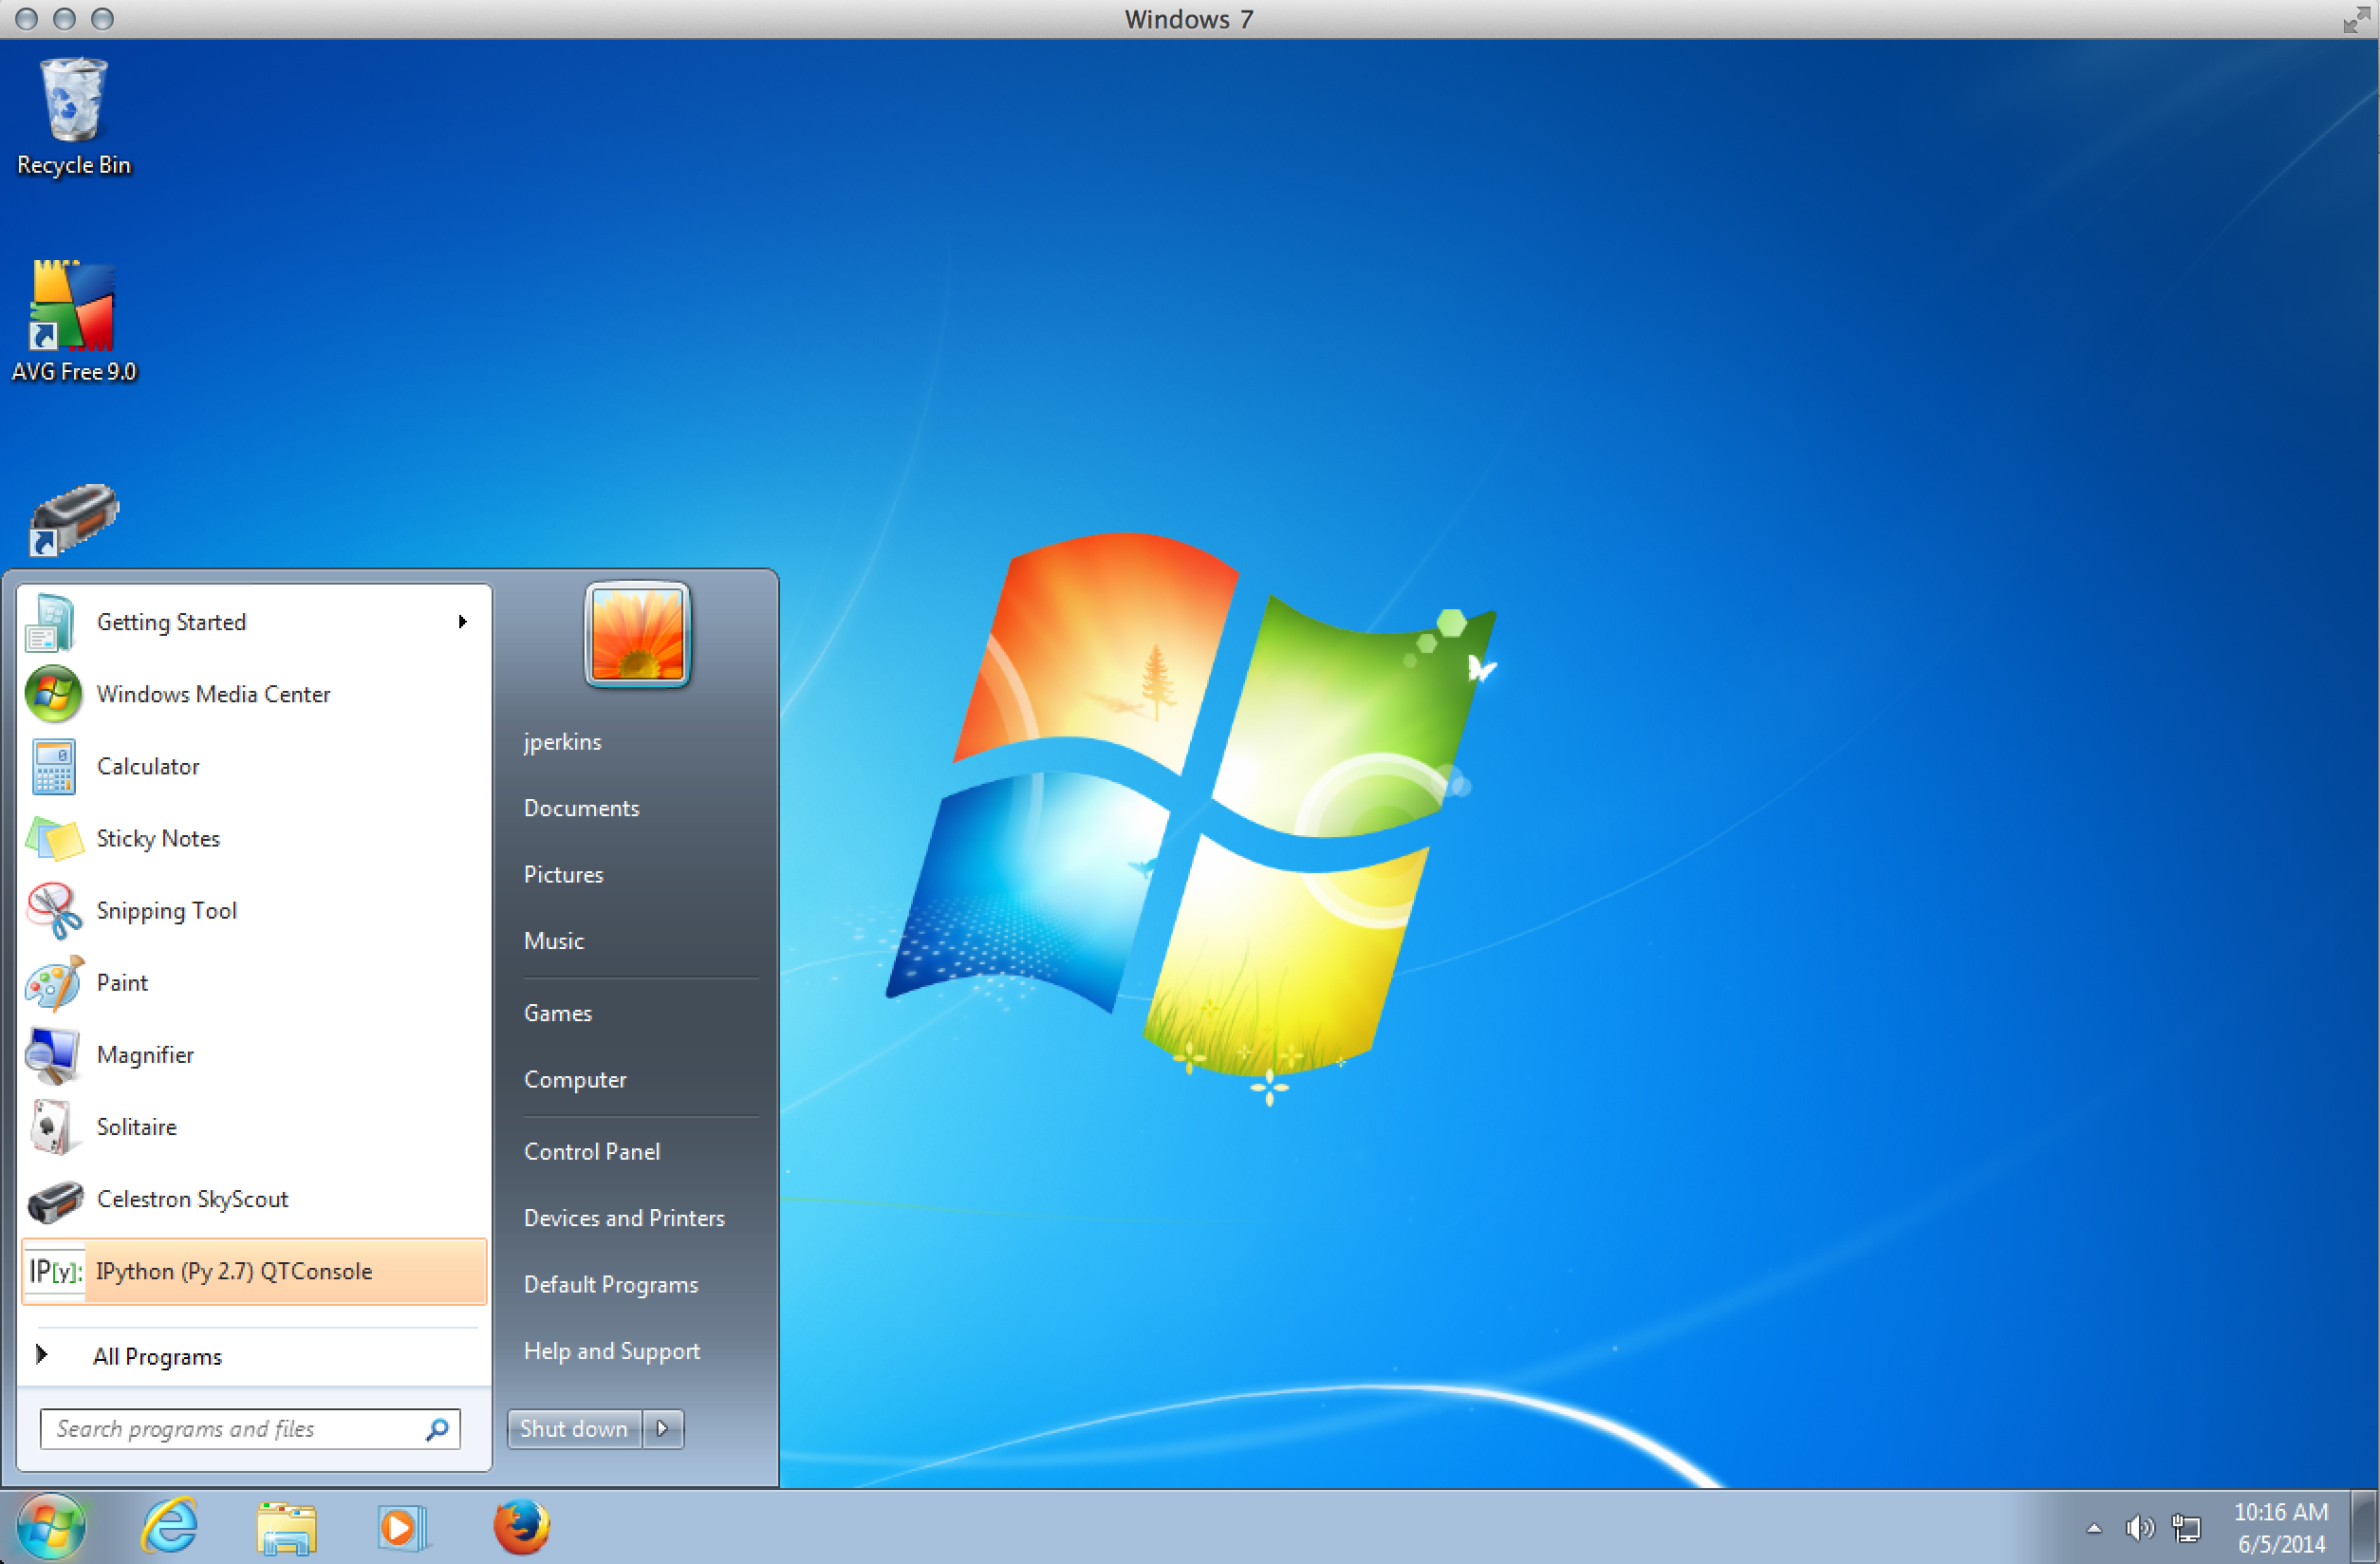 Windows 7
Recycle Bin
AVG Free 9.0
Getting Started
Windows Media Center
Calculator
Sticky Notes
Snipping Tool
Paint
Magnifier
Solitaire
Celestron SkyScout
IP[y]: IPython (Py 2.7) QTConsole
All Programs
Search programs and files
jperkins
Documents
Pictures
Music
Games
Computer
Control Panel
Devices and Printers
Default Programs
Help and Support
Shut down
10:16 AM
6/5/2014